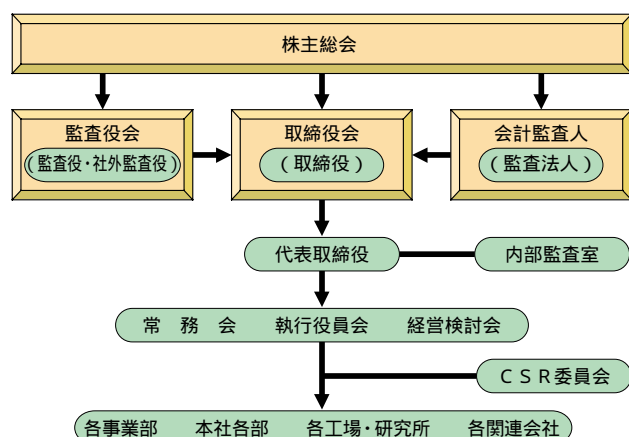 株主総会
監査役会
(監査役・社外監査役)
取締役会
(取締役)
会計監査人
(監査法人)
代表取締役
内部監査室
常 務 会 執行役員会 経営検討会
CSR委員会
各事業部 本社各部 各工場・研究所 各関連会社